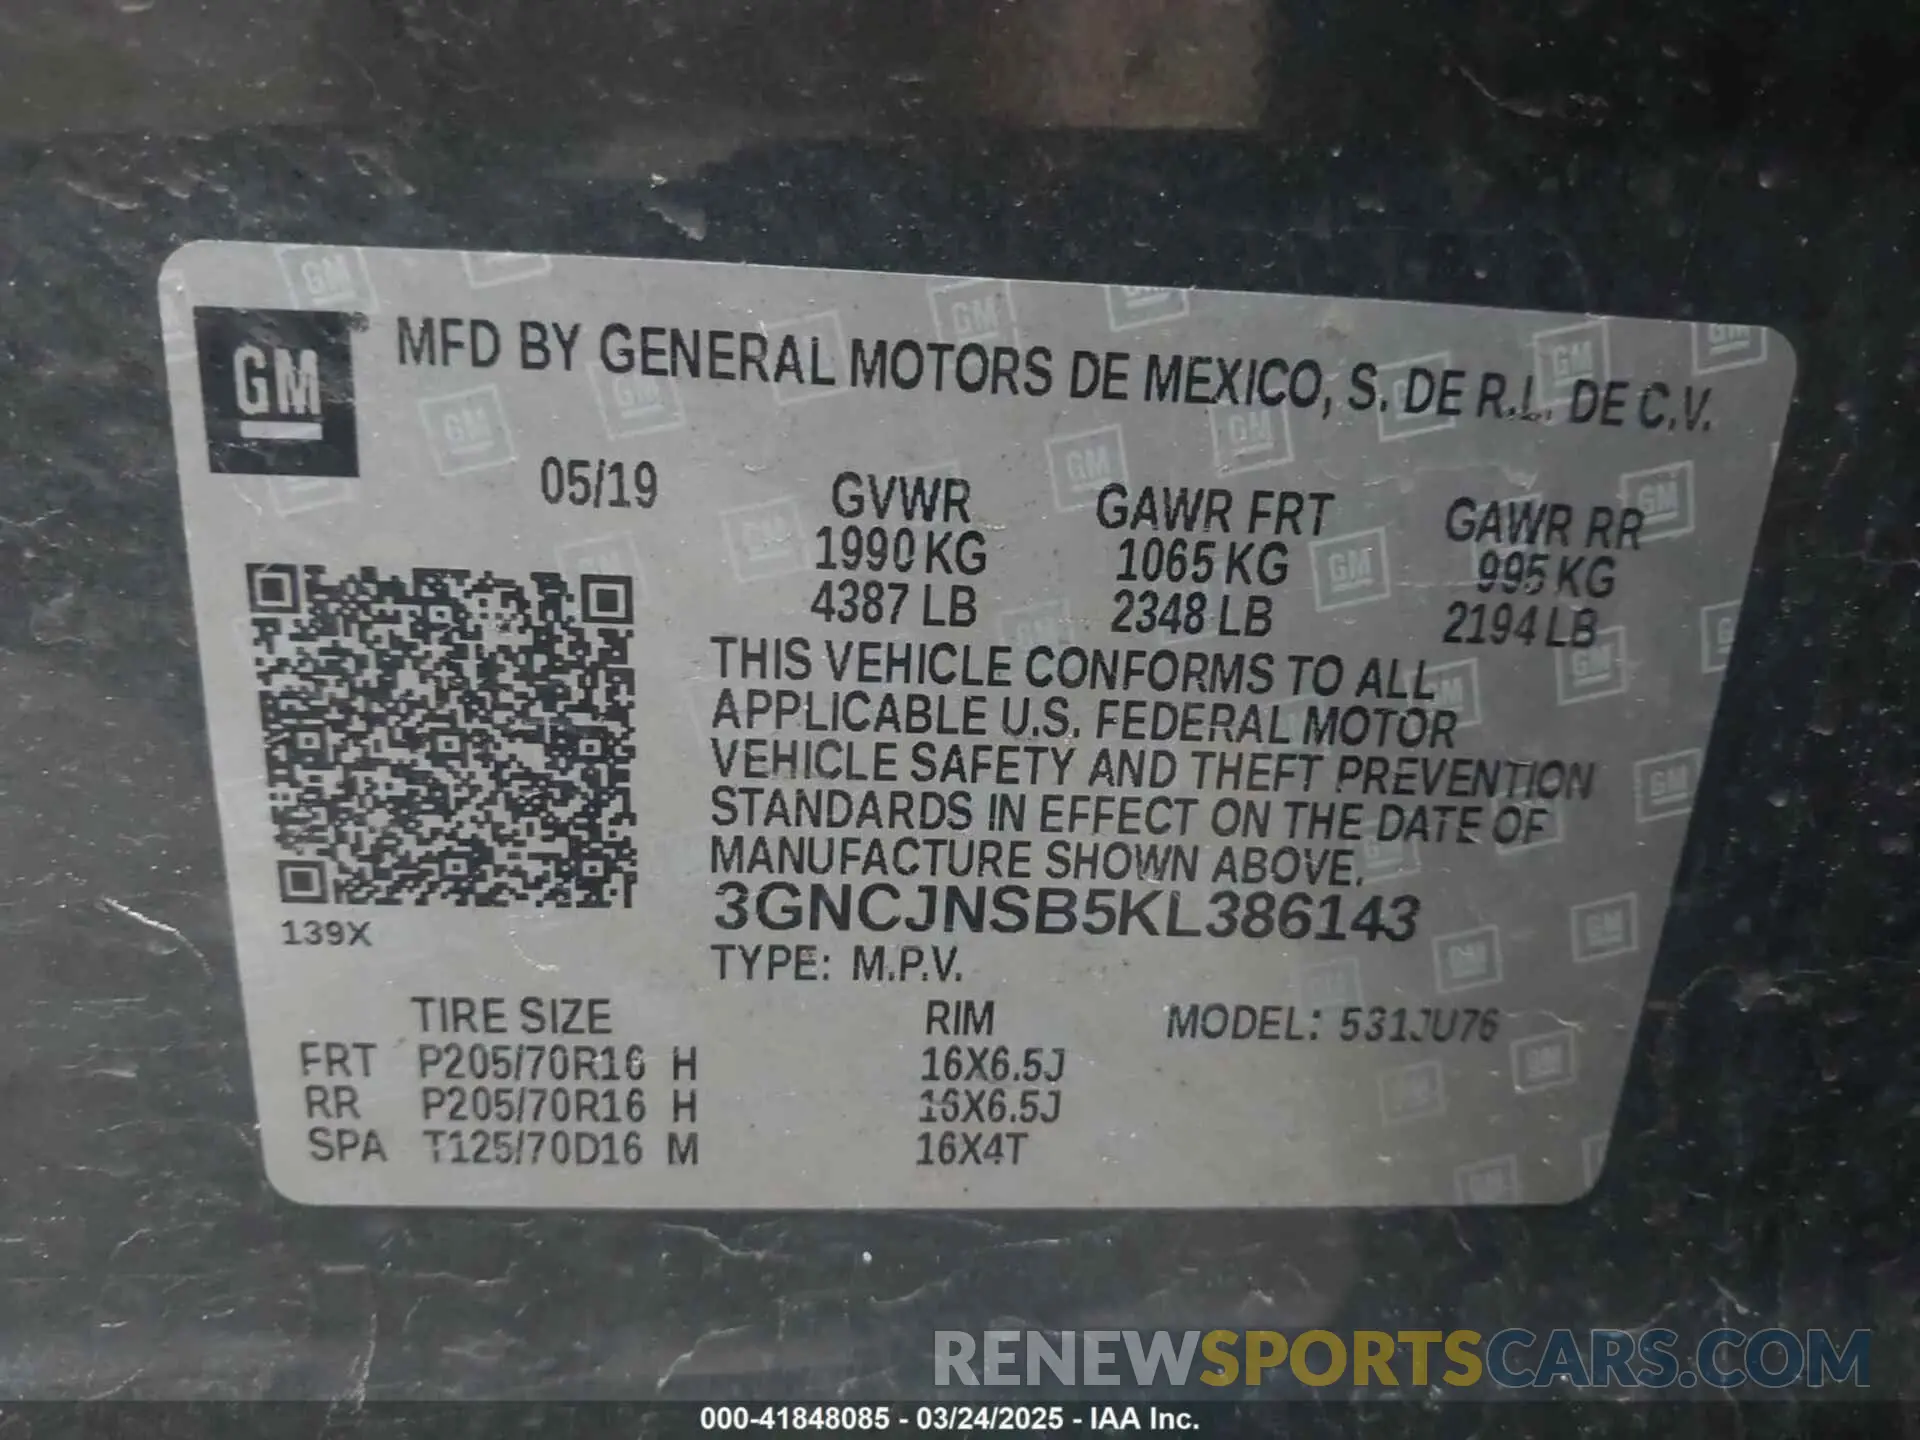 GM
MFD BY GENERAL MOTORS DE MEXICO, S. DE R.L. DE C.V.
05/19
GVWR GAWR FRT GAWR RR
1990 KG 1065 KG 995 KG
4387 LB 2348 LB 2194 LB
THIS VEHICLE CONFORMS TO ALL
APPLICABLE U.S. FEDERAL MOTOR
VEHICLE SAFETY AND THEFT PREVENTION
STANDARDS IN EFFECT ON THE DATE OF
MANUFACTURE SHOWN ABOVE.
3GNCJNSB5KL386143
139X
TYPE: M.P.V.
TIRE SIZE RIM MODEL: 531JU76
FRT P205/70R16 H 16X6.5J
RR P205/70R16 H 16X6.5J
SPA T125/70D16 M 16X4T
RENEWSPORTSCARS.COM
000-41848085 - 03/24/2025 - IAA Inc.